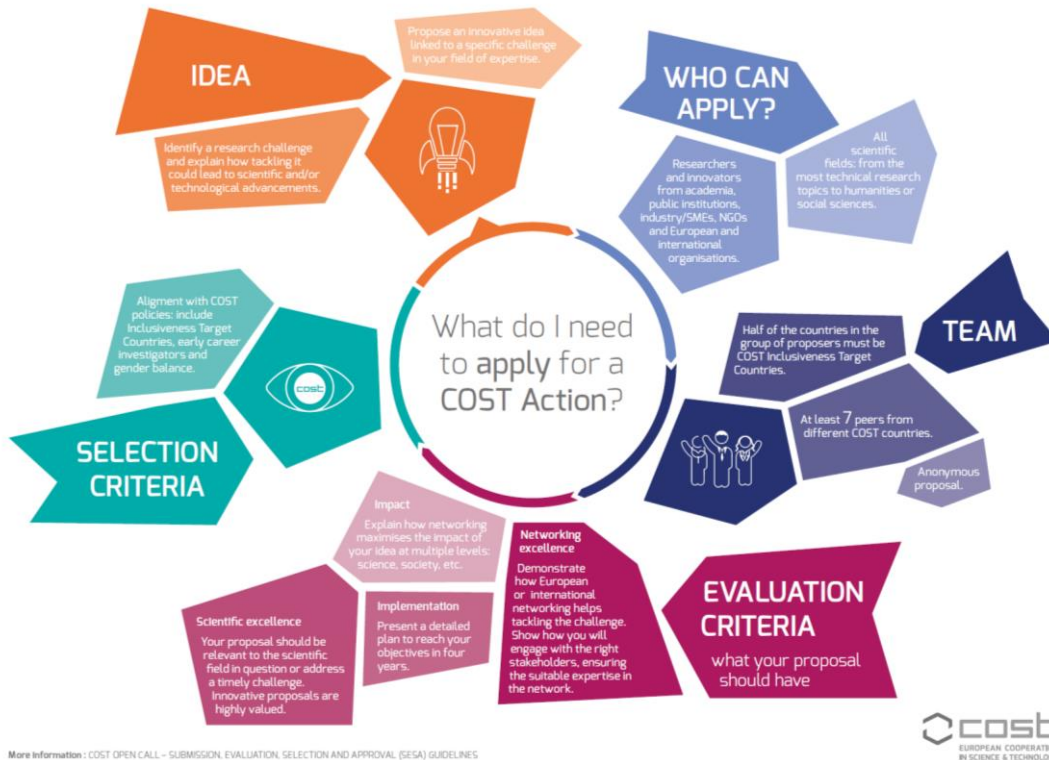 IDEA
Propose an innovative idea
linked to a specific challenge
in your field of expertise.
Identify a research challenge
and explain how tackling it
could lead to scientific and/or
technological advancements.
WHO CAN
APPLY?
Researchers
and innovators
from academia,
public institutions,
industry/SMEs, NGOs
and European and
international
organisations.
All
scientific
fields: from the
most technical research
topics to humanities or
social sciences.
What do I need
to apply for a
COST Action?
TEAM
Half of the countries in the
group of proposers must be
COST Inclusiveness Target
Countries.
At least 7 peers from
different COST countries.
Anonymous
proposal.
EVALUATION
CRITERIA
what your proposal
should have
Networking
excellence
Demonstrate
how European
or international
networking helps
tackling the challenge.
Show how you will
engage with the right
stakeholders, ensuring
the suitable expertise in
the network.
Impact
Explain how networking
maximises the impact of
your idea at multiple levels:
science, society, etc.
Implementation
Present a detailed
plan to reach your
objectives in four
years.
Scientific excellence
Your proposal should be
relevant to the scientific
field in question or address
a timely challenge.
Innovative proposals are
highly valued.
SELECTION
CRITERIA
Aligment with COST
policies: include
Inclusiveness Target
Countries, early career
investigators and
gender balance.
cost
More information : COST OPEN CALL – SUBMISSION, EVALUATION, SELECTION AND APPROVAL (SESA) GUIDELINES
cost
EUROPEAN COOPERAT
IN SCIENCE & TECHNOLO